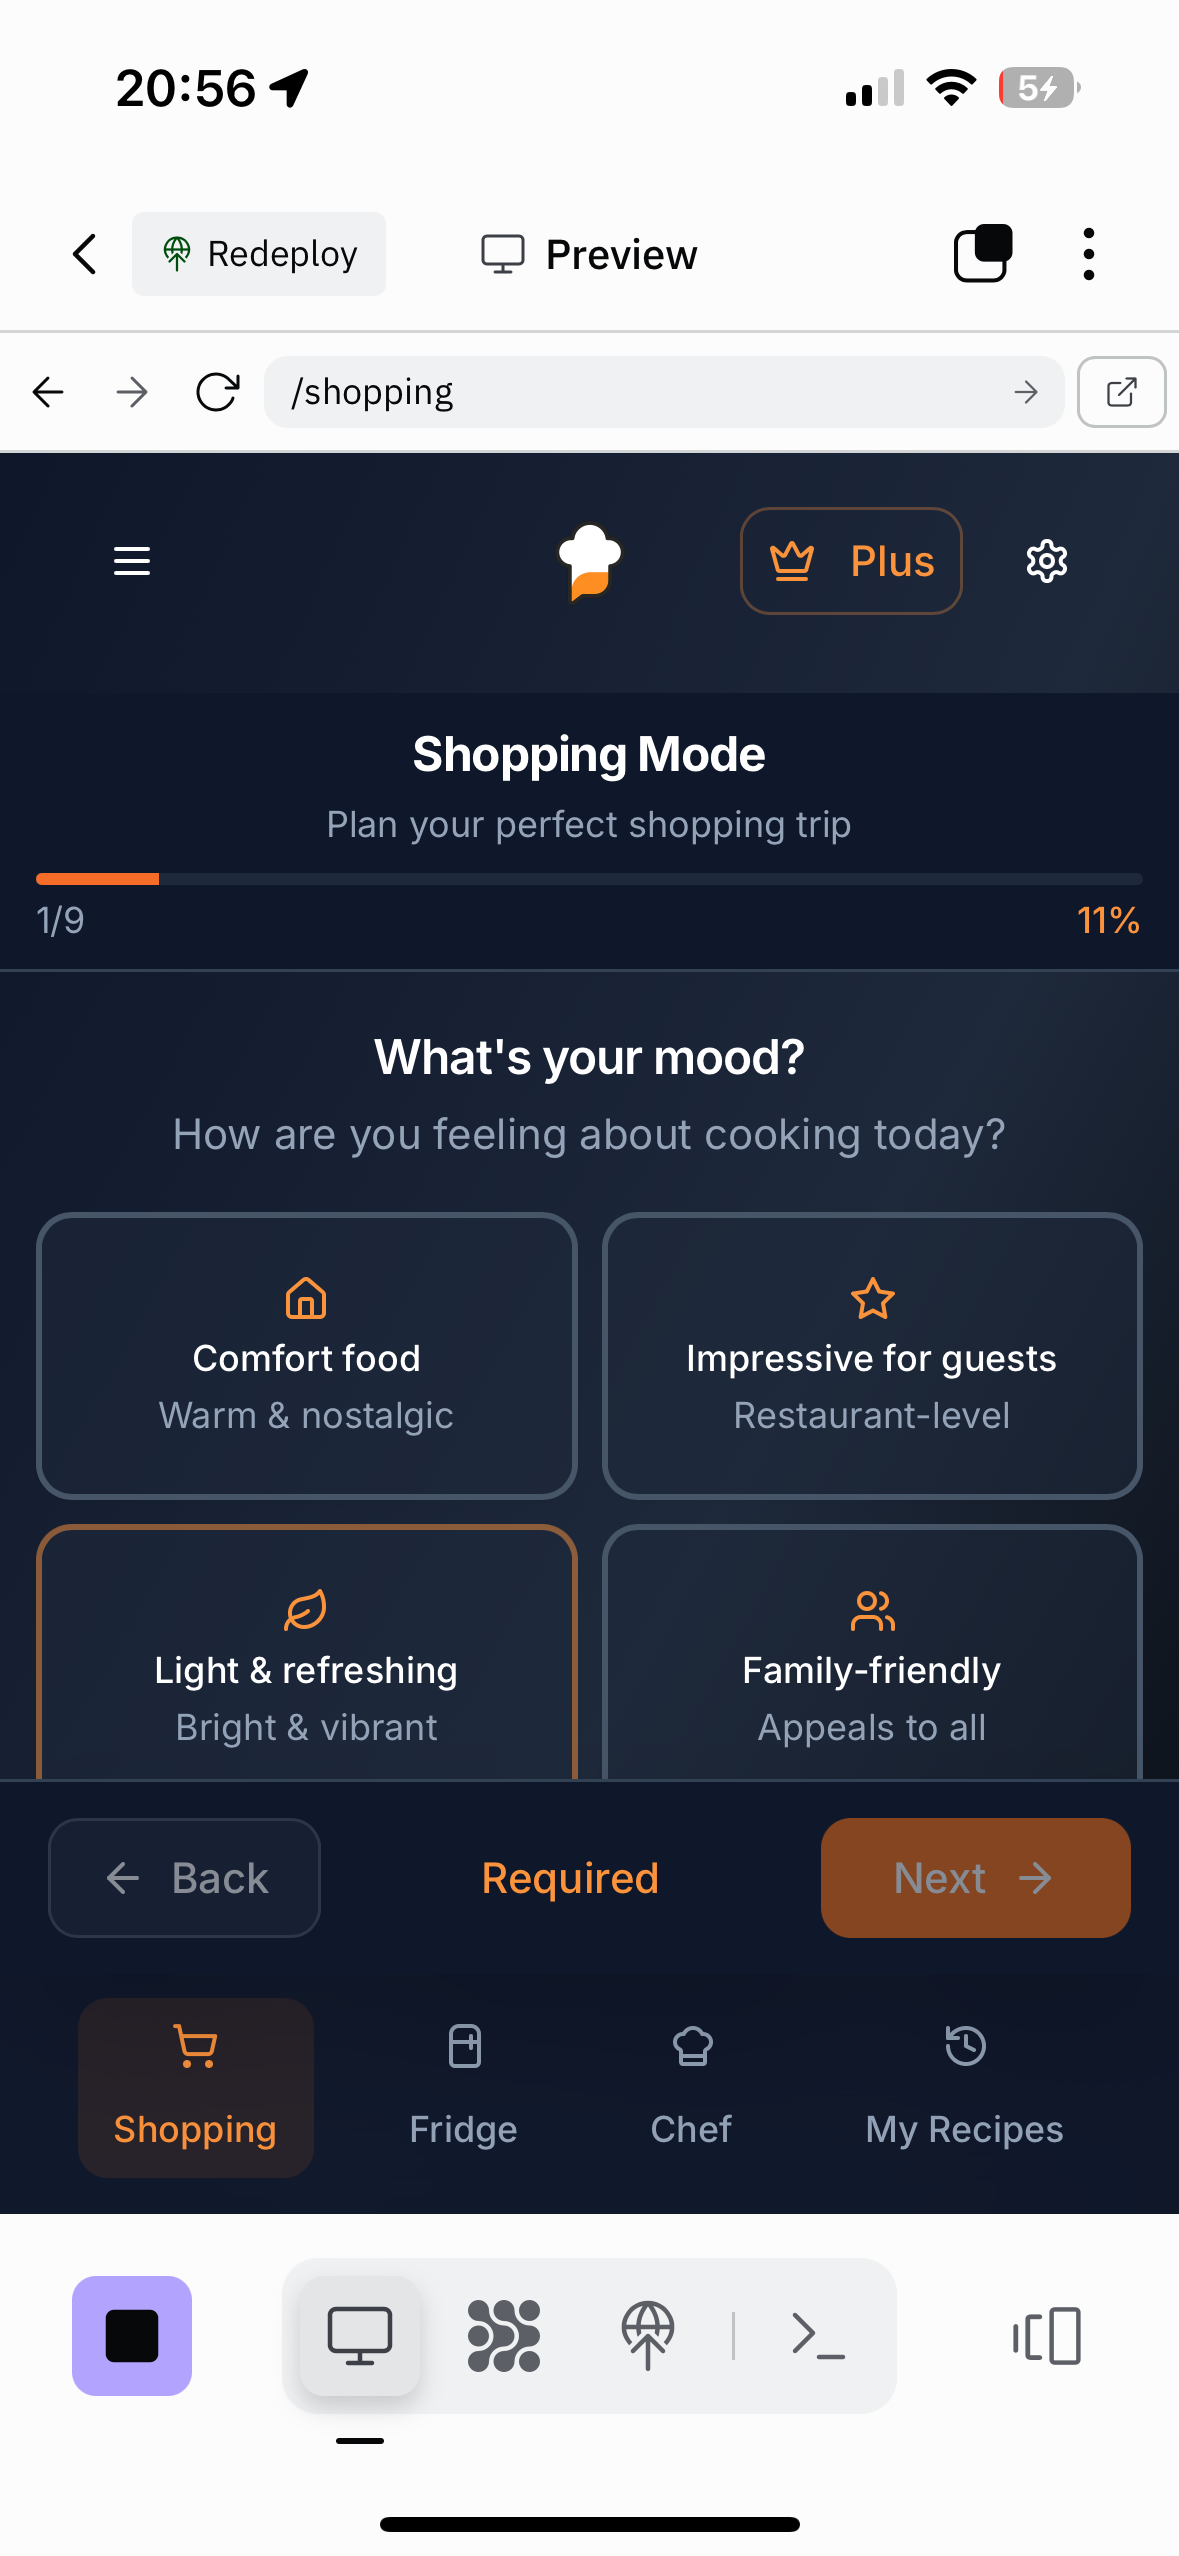 20:56
5
Redeploy
Preview
/shopping
Plus
Shopping Mode
Plan your perfect shopping trip
1/9
11%
What's your mood?
How are you feeling about cooking today?
Comfort food
Warm & nostalgic
Impressive for guests
Restaurant-level
Light & refreshing
Bright & vibrant
Family-friendly
Appeals to all
Back
Required
Next
Shopping
Fridge
Chef
My Recipes